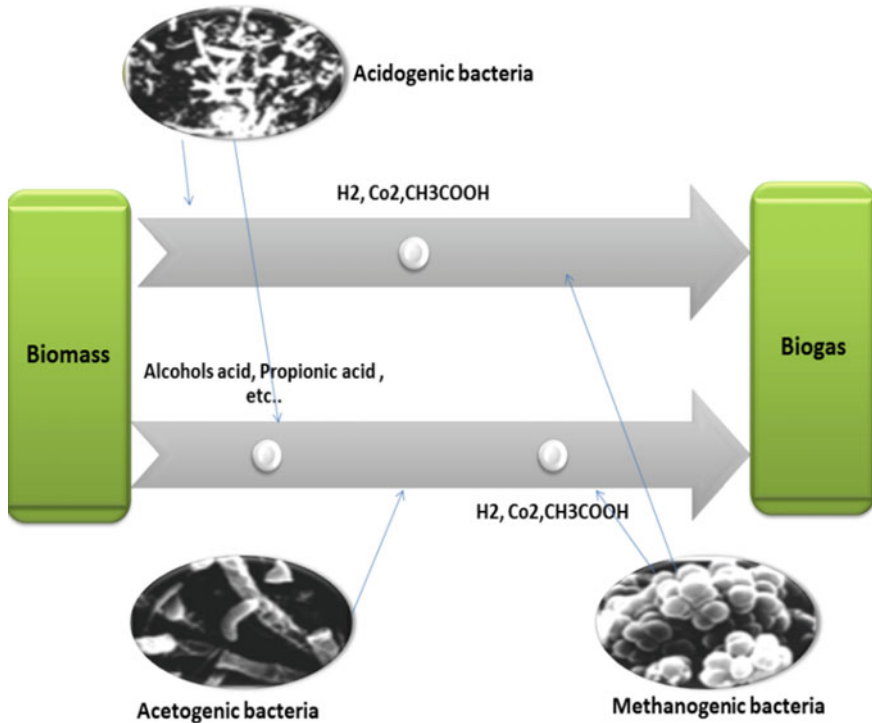 Acidogenic bacteria
H2, Co2,CH3COOH
Biomass
Biogas
Alcohols acid, Propionic acid ,
etc..
H2, Co2,CH3COOH
Acetogenic bacteria
Methanogenic bacteria